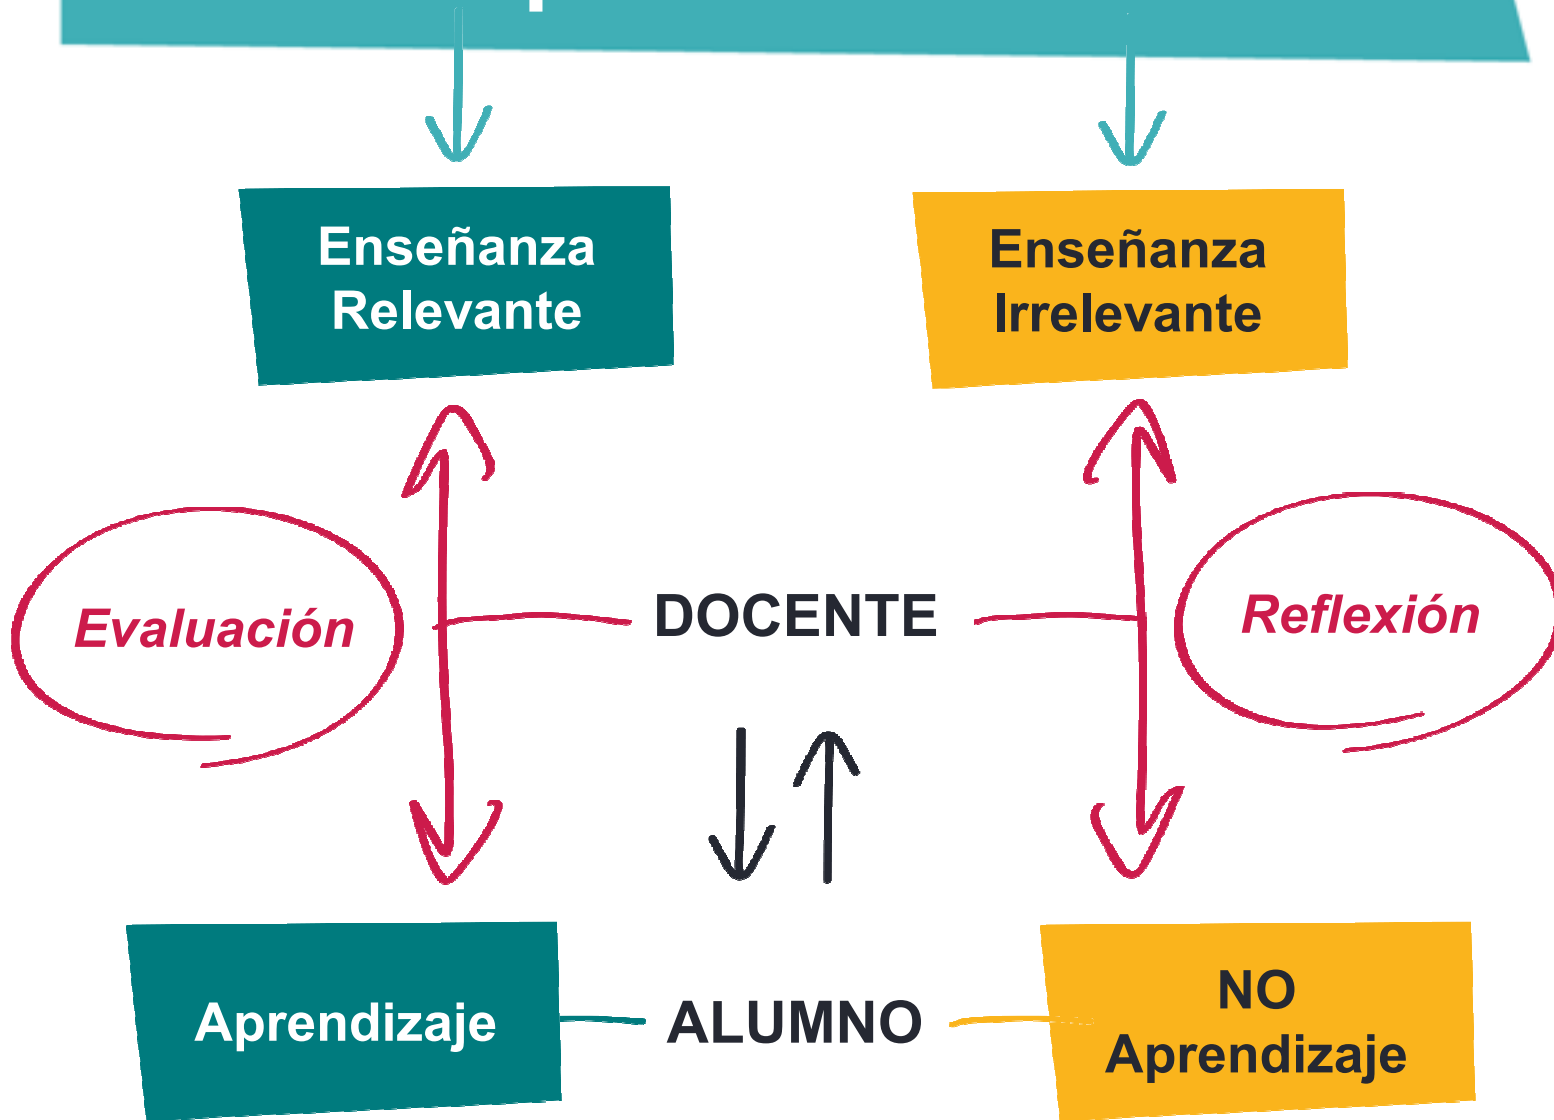 Enseñanza
Relevante
Enseñanza
Irrelevante
Evaluación
DOCENTE
Reflexión
Aprendizaje
ALUMNO
NO
Aprendizaje